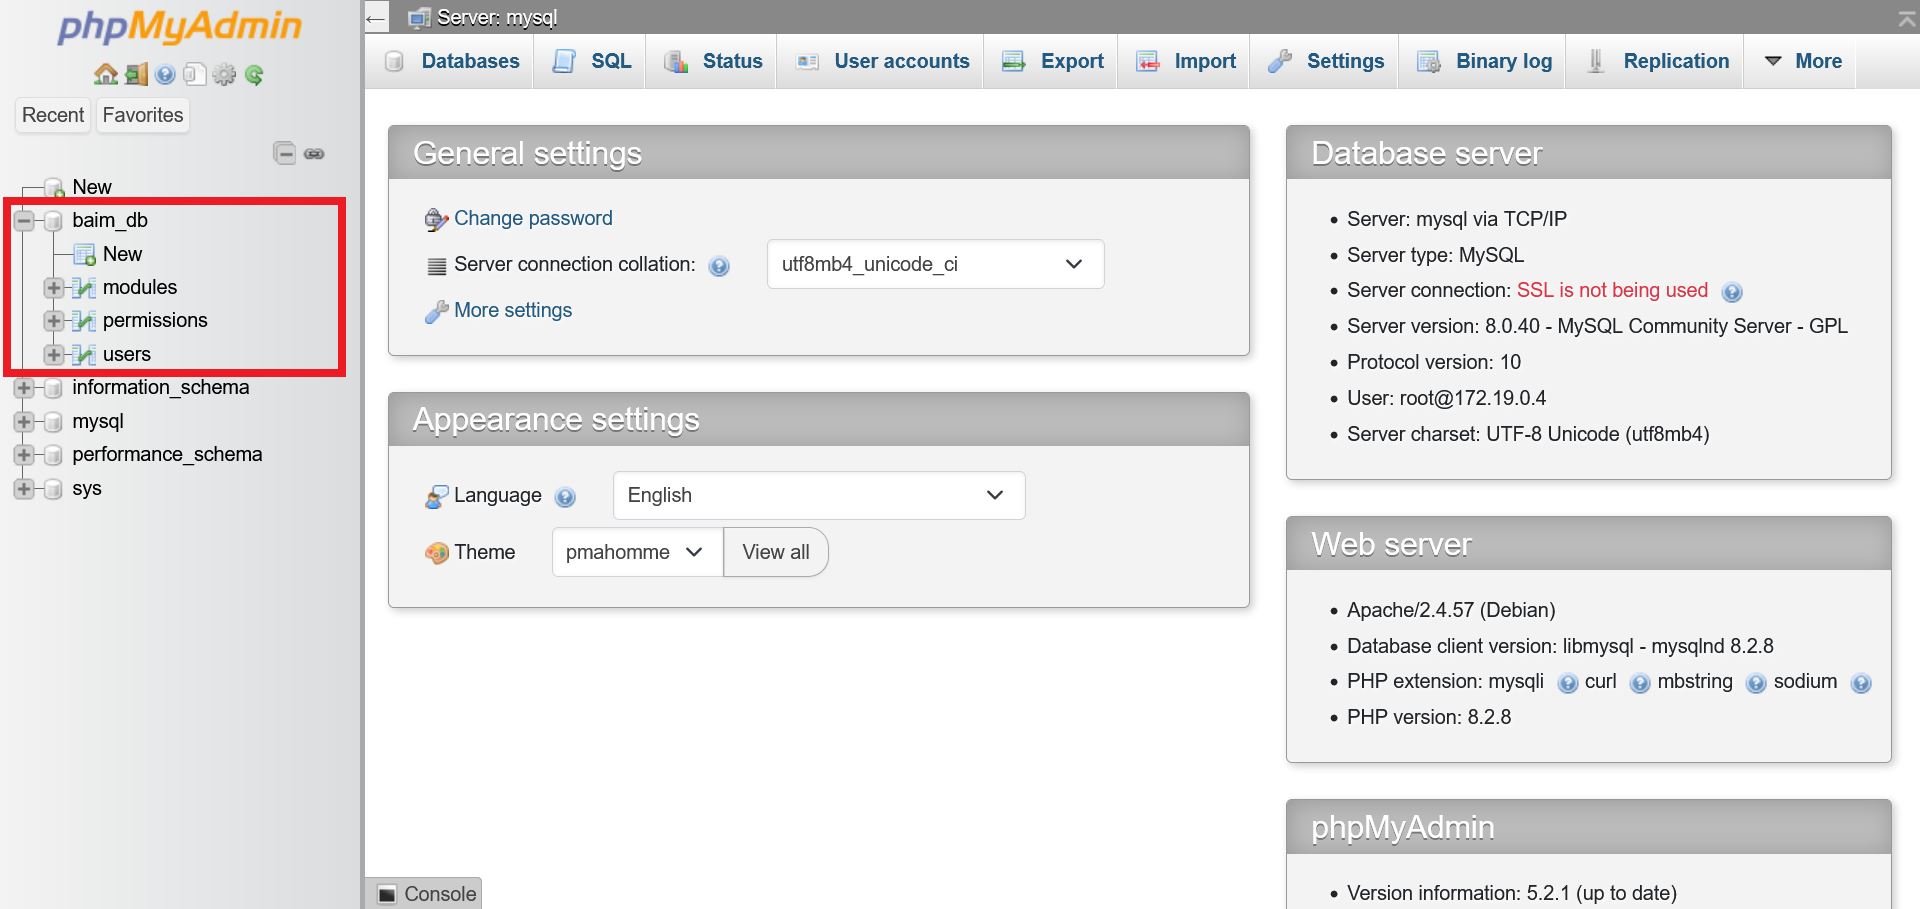 phpMyAdmin
Recent
Favorites
New
baim_db
New
modules
permissions
users
information_schema
mysql
performance_schema
sys
Server: mysql
Databases
SQL
Status
User accounts
Export
Import
Settings
Binary log
Replication
More
General settings
Change password
Server connection collation:
utf8mb4_unicode_ci
More settings
Appearance settings
Language
English
Theme
pmahomme
View all
Database server
Server: mysql via TCP/IP
Server type: MySQL
Server connection: SSL is not being used
Server version: 8.0.40 - MySQL Community Server - GPL
Protocol version: 10
User: root@172.19.0.4
Server charset: UTF-8 Unicode (utf8mb4)
Web server
Apache/2.4.57 (Debian)
Database client version: libmysql - mysqlnd 8.2.8
PHP extension: mysqli curl mbstring sodium
PHP version: 8.2.8
phpMyAdmin
Version information: 5.2.1 (up to date)
Console